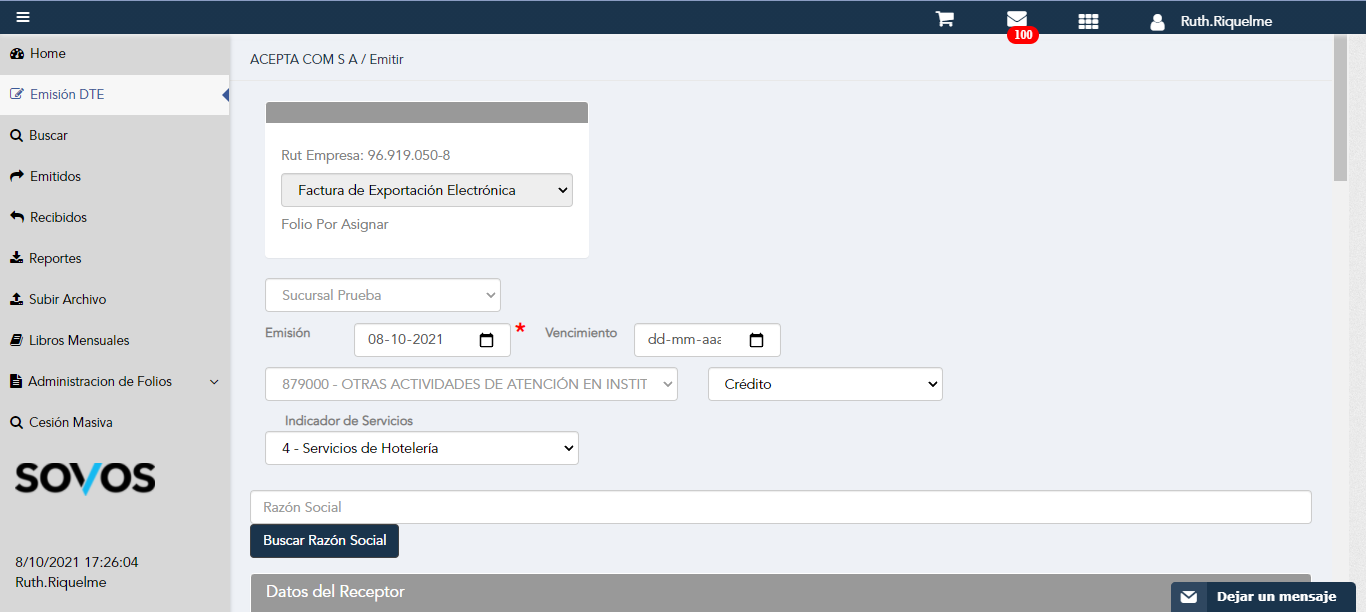 100
Ruth.Riquelme
Home
Emisión DTE
Buscar
Emitidos
Recibidos
Reportes
Subir Archivo
Libros Mensuales
Administracion de Folios
Cesión Masiva
SOVOS
8/10/2021 17:26:04
Ruth.Riquelme
ACEPTA COM S A / Emitir
Rut Empresa: 96.919.050-8
Factura de Exportación Electrónica
Folio Por Asignar
Sucursal Prueba
Emisión 08-10-2021 * Vencimiento dd-mm-aaa
879000 - OTRAS ACTIVIDADES DE ATENCIÓN EN INSTIT Crédito
Indicador de Servicios
4 - Servicios de Hotelería
Razón Social
Buscar Razón Social
Datos del Receptor
Dejar un mensaje